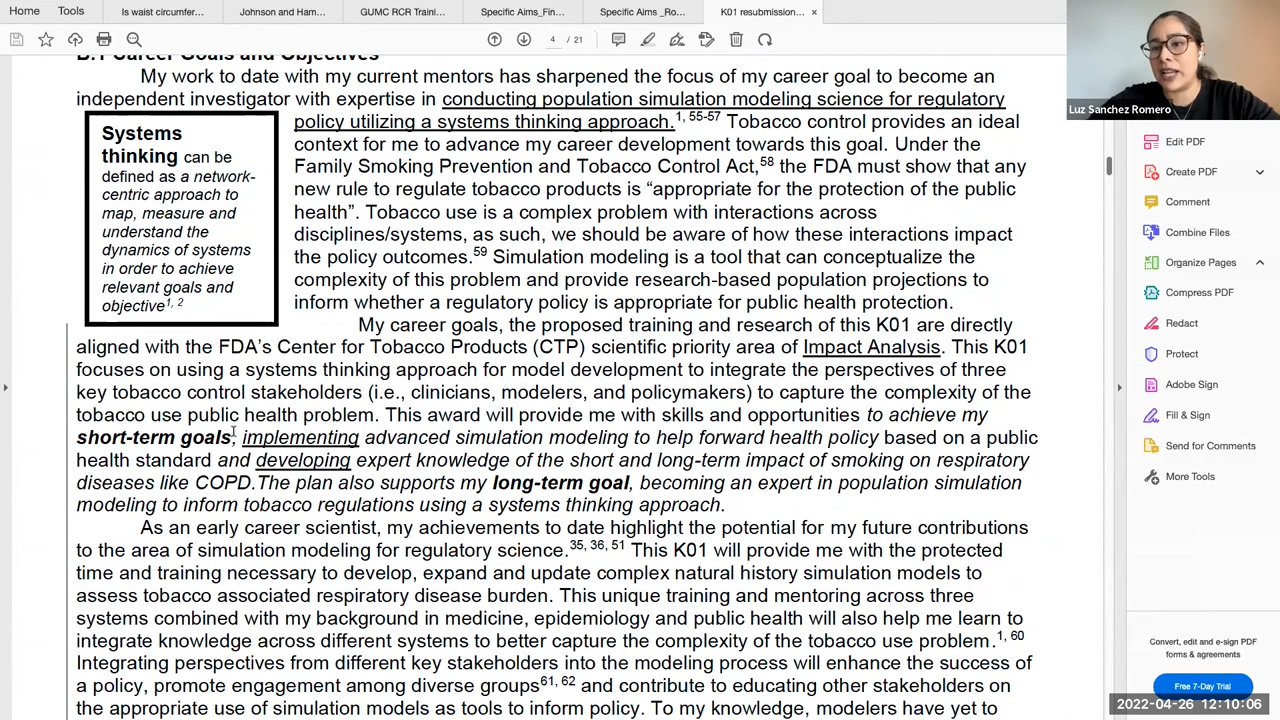 Home
Tools
Is waist circumfer...
Johnson and Ham...
GUMC RCR Traini...
Specific Aims_Fin...
Specific Aims _Ro...
K01 resubmission...
4 / 21
Luz Sanchez Romero
B.1 Career Goals and Objectives
My work to date with my current mentors has sharpened the focus of my career goal to become an
independent investigator with expertise in conducting population simulation modeling science for regulatory
policy utilizing a systems thinking approach.1, 55-57 Tobacco control provides an ideal
context for me to advance my career development towards this goal. Under the
Family Smoking Prevention and Tobacco Control Act,58 the FDA must show that any
new rule to regulate tobacco products is “appropriate for the protection of the public
health”. Tobacco use is a complex problem with interactions across
disciplines/systems, as such, we should be aware of how these interactions impact
the policy outcomes.59 Simulation modeling is a tool that can conceptualize the
complexity of this problem and provide research-based population projections to
inform whether a regulatory policy is appropriate for public health protection.
Systems
thinking can be
defined as a network-
centric approach to
map, measure and
understand the
dynamics of systems
in order to achieve
relevant goals and
objective1, 2
My career goals, the proposed training and research of this K01 are directly
aligned with the FDA’s Center for Tobacco Products (CTP) scientific priority area of Impact Analysis. This K01
focuses on using a systems thinking approach for model development to integrate the perspectives of three
key tobacco control stakeholders (i.e., clinicians, modelers, and policymakers) to capture the complexity of the
tobacco use public health problem. This award will provide me with skills and opportunities to achieve my
short-term goals, implementing advanced simulation modeling to help forward health policy based on a public
health standard and developing expert knowledge of the short and long-term impact of smoking on respiratory
diseases like COPD.The plan also supports my long-term goal, becoming an expert in population simulation
modeling to inform tobacco regulations using a systems thinking approach.
As an early career scientist, my achievements to date highlight the potential for my future contributions
to the area of simulation modeling for regulatory science.35, 36, 51 This K01 will provide me with the protected
time and training necessary to develop, expand and update complex natural history simulation models to
assess tobacco associated respiratory disease burden. This unique training and mentoring across three
systems combined with my background in medicine, epidemiology and public health will also help me learn to
integrate knowledge across different systems to better capture the complexity of the tobacco use problem.1, 60
Integrating perspectives from different key stakeholders into the modeling process will enhance the success of
a policy, promote engagement among diverse groups61, 62 and contribute to educating other stakeholders on
the appropriate use of simulation models as tools to inform policy. To my knowledge, modelers have yet to
Edit PDF
Create PDF
Comment
Combine Files
Organize Pages
Compress PDF
Redact
Protect
Adobe Sign
Fill & Sign
Send for Comments
More Tools
Convert, edit and e-sign PDF
forms & agreements
Free 7-Day Trial
2022-04-26 12:10:06